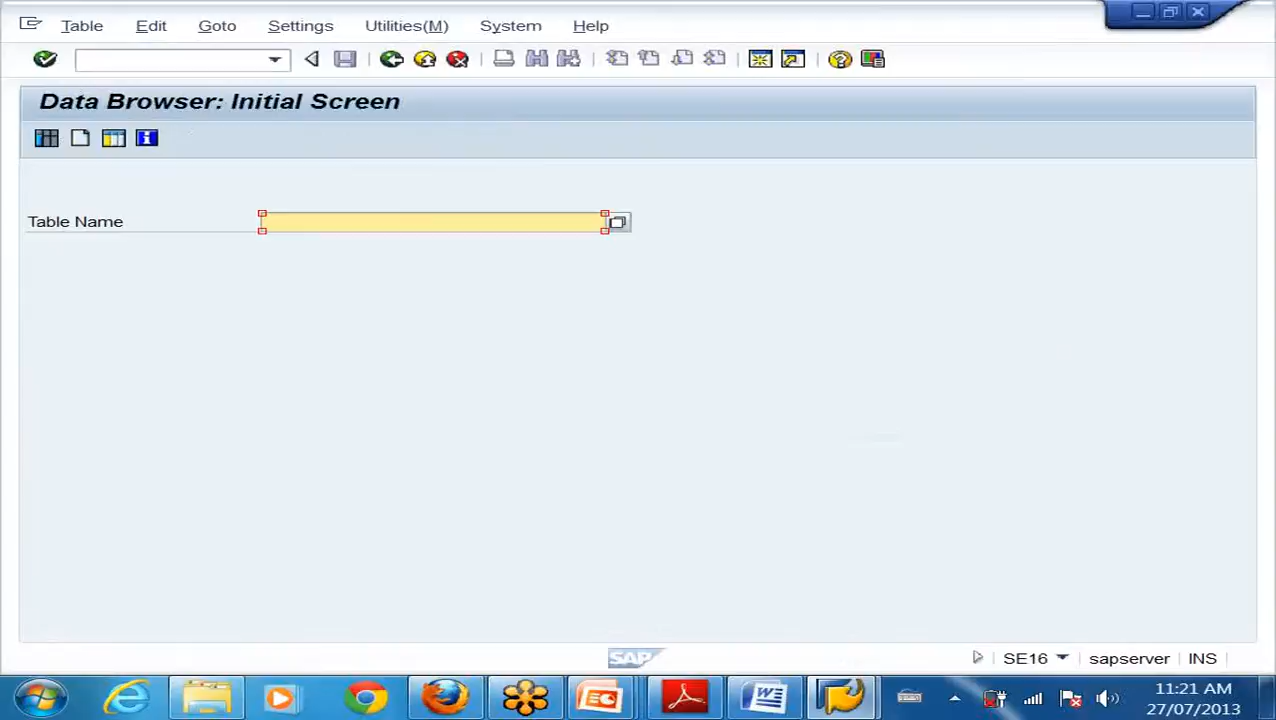 Table Edit Goto Settings Utilities(M) System Help
Data Browser: Initial Screen
Table Name
SAP
SE16 sapserver INS
11:21 AM
27/07/2013